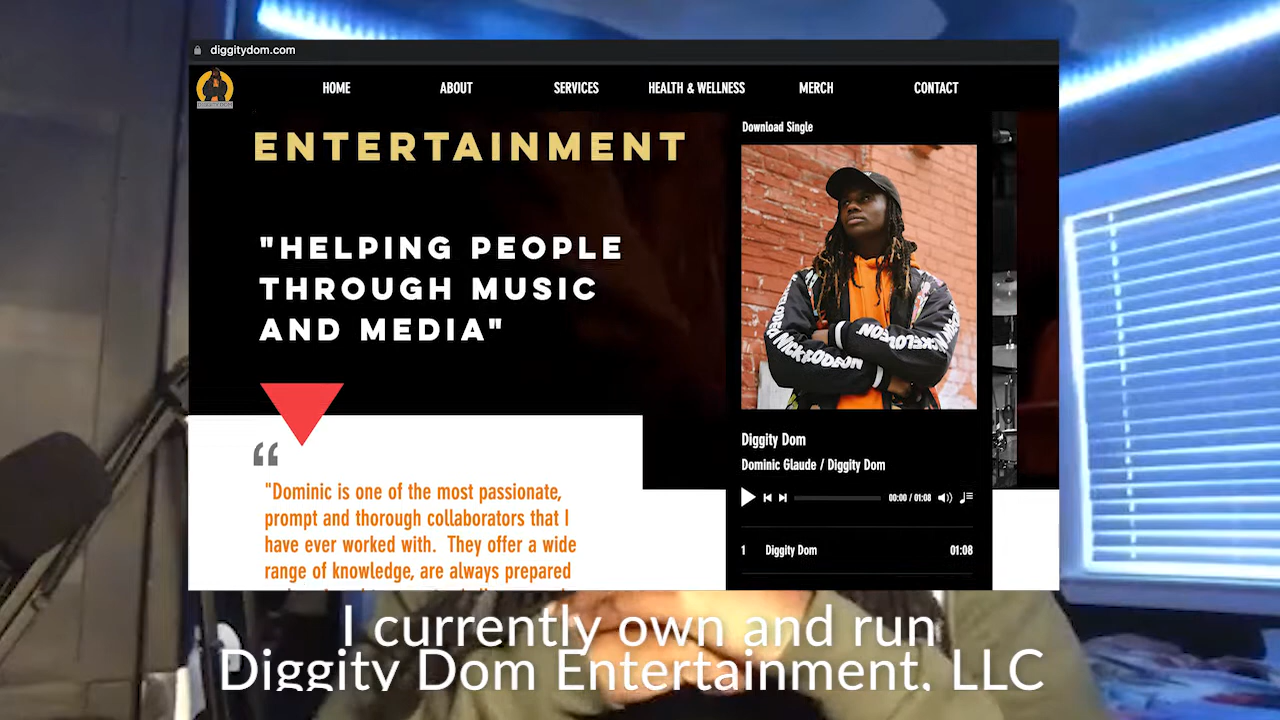 diggitydom.com
HOME ABOUT SERVICES HEALTH & WELLNESS MERCH CONTACT
ENTERTAINMENT
"HELPING PEOPLE
THROUGH MUSIC
AND MEDIA"
“
"Dominic is one of the most passionate,
prompt and thorough collaborators that I
have ever worked with. They offer a wide
range of knowledge, are always prepared
Download Single
NICKELODEON
NICKELODEON
Diggity Dom
Dominic Glaude / Diggity Dom
00:00 / 01:08
1 Diggity Dom 01:08
I currently own and run
Diggity Dom Entertainment, LLC